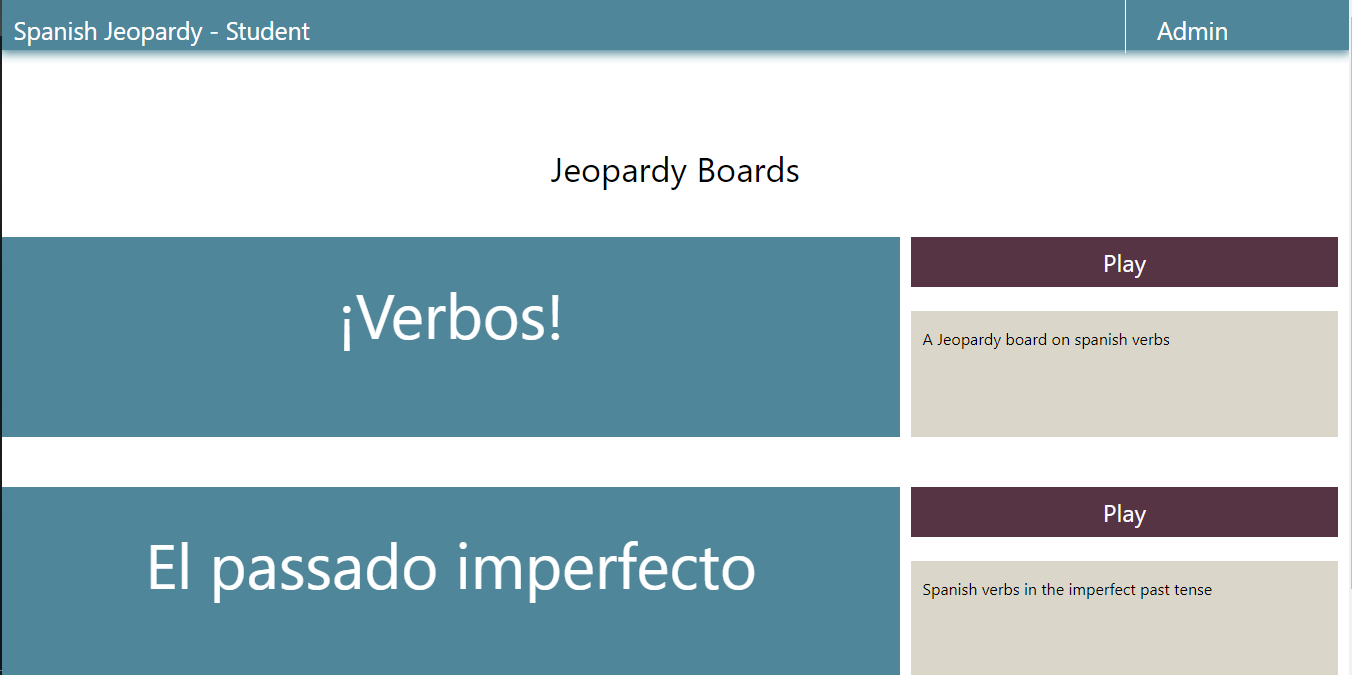 Spanish Jeopardy - Student
Admin
Jeopardy Boards
¡Verbos!
Play
A Jeopardy board on spanish verbs
El passado imperfecto
Play
Spanish verbs in the imperfect past tense